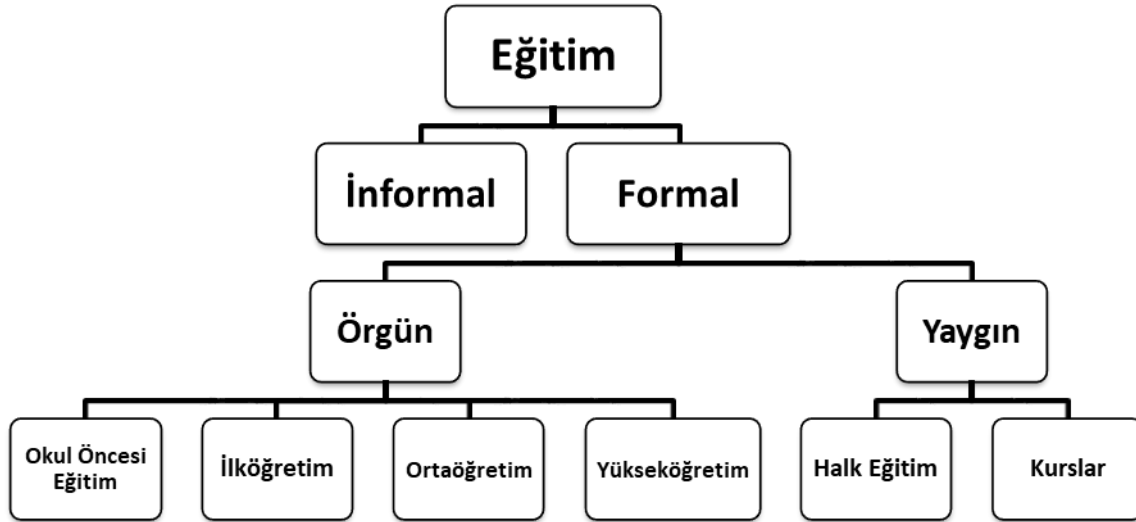 Eğitim
İnformal
Formal
Örgün
Yaygın
Okul Öncesi
Eğitim
İlköğretim
Ortaöğretim
Yükseköğretim
Halk Eğitim
Kurslar